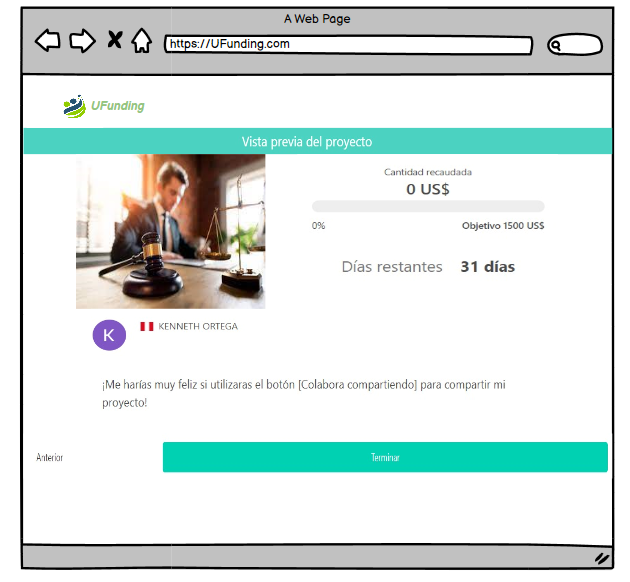 A Web Page
https://UFunding.com
UFunding
Vista previa del proyecto
Cantidad recaudada
0 US$
0%
Objetivo 1500 US$
Días restantes 31 días
K
KENNETH ORTEGA
¡Me harías muy feliz si utilizaras el botón [Colabora compartiendo] para compartir mi
proyecto!
Anterior
Terminar